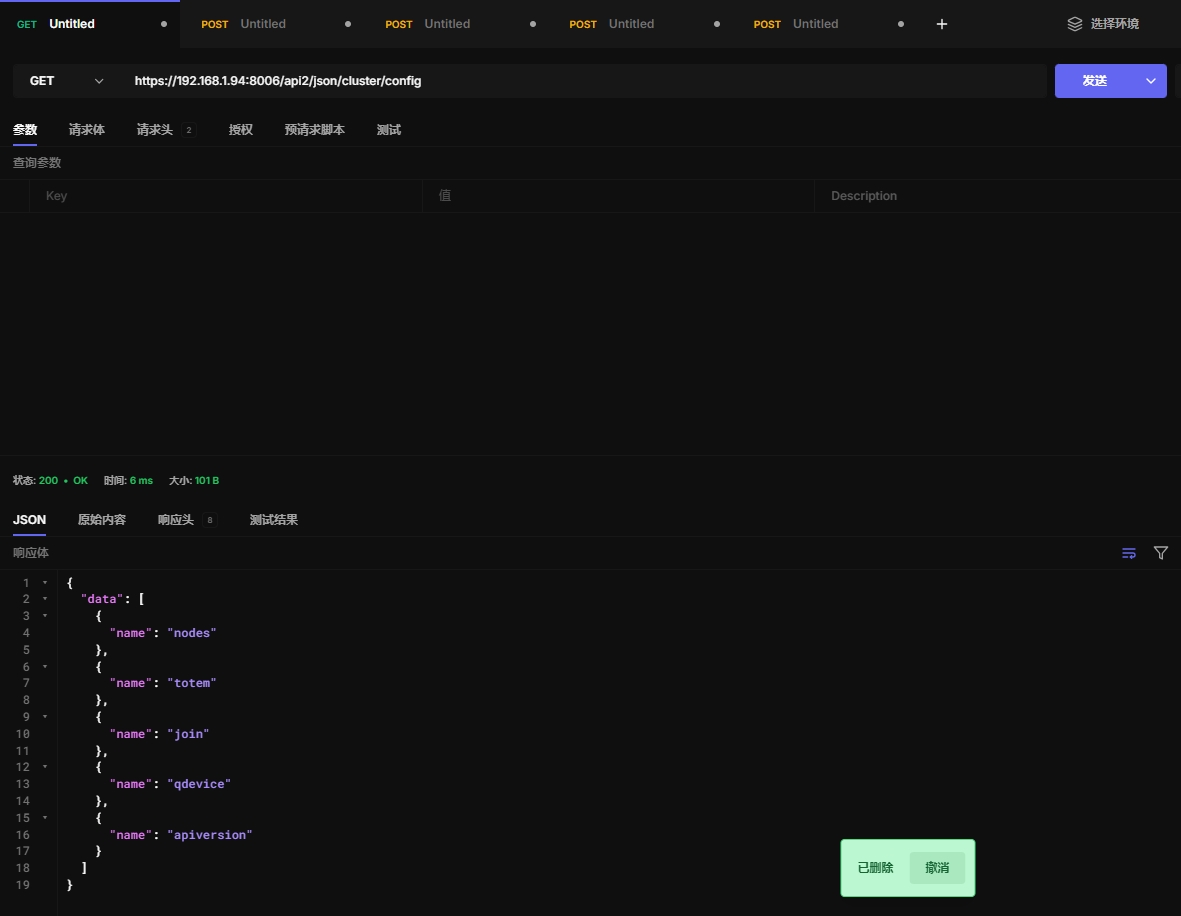 GET Untitled POST Untitled POST Untitled POST Untitled POST Untitled + 选择环境
GET https://192.168.1.94:8006/api2/json/cluster/config 发送
参数 请求体 请求头 2 授权 预请求脚本 测试
查询参数
Key 值 Description
状态: 200 • OK 时间: 6 ms 大小: 101 B
JSON 原始内容 响应头 8 测试结果
响应体
1 {
2 "data": [
3 {
4 "name": "nodes"
5 },
6 {
7 "name": "totem"
8 },
9 {
10 "name": "join"
11 },
12 {
13 "name": "qdevice"
14 },
15 {
16 "name": "apiversion"
17 }
18 ]
19 }
已删除 撤消